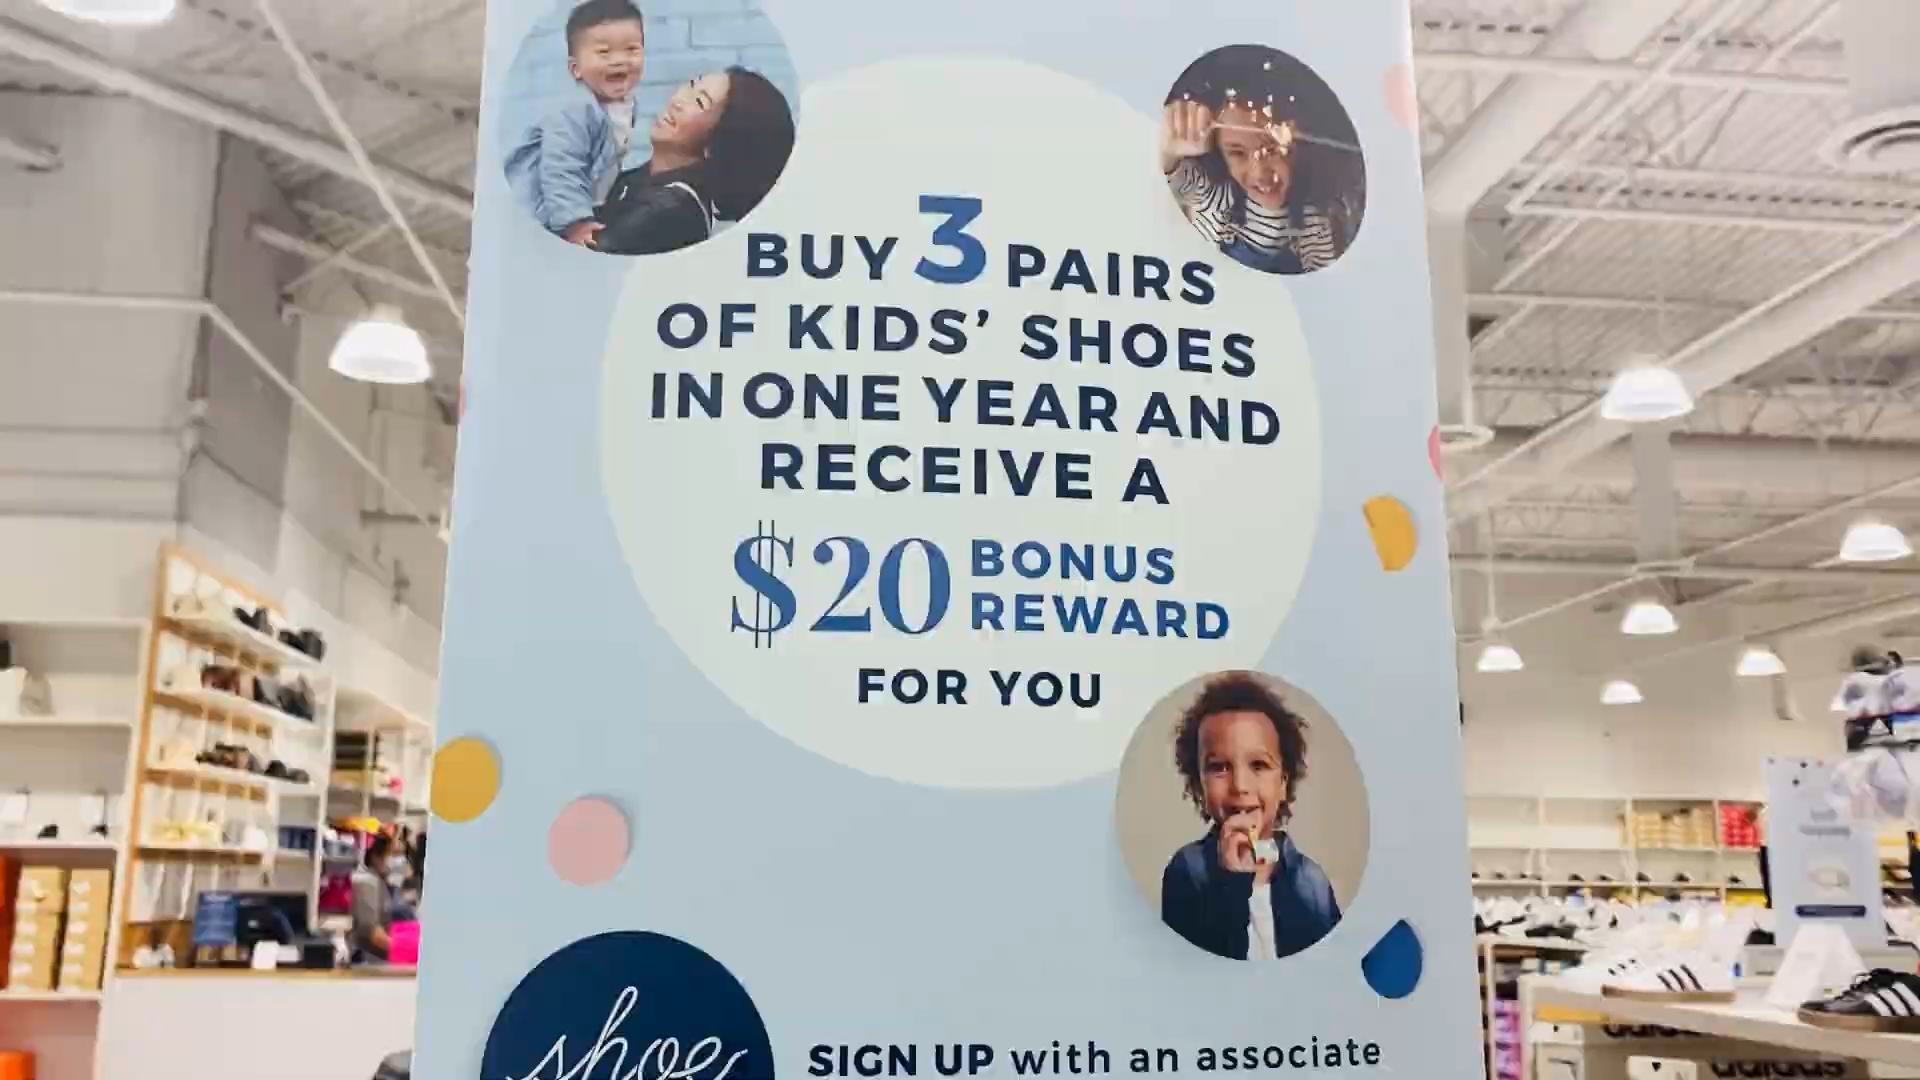 BUY 3 PAIRS
OF KIDS’ SHOES
IN ONE YEAR AND
RECEIVE A
$20 BONUS
REWARD
FOR YOU
shoe
SIGN UP with an associate